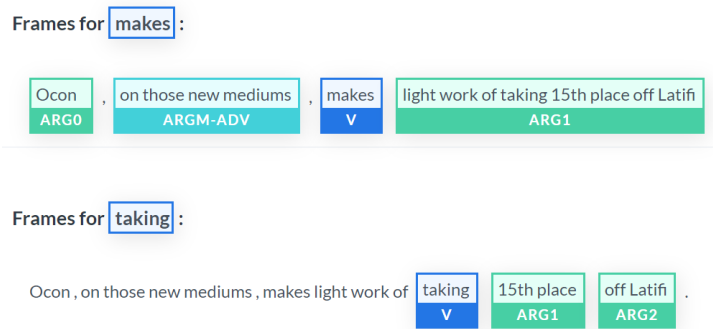 Frames for makes :
Ocon , on those new mediums , makes light work of taking 15th place off Latifi
ARG0 ARGM-ADV V ARG1
Frames for taking :
Ocon , on those new mediums , makes light work of taking 15th place off Latifi .
V ARG1 ARG2